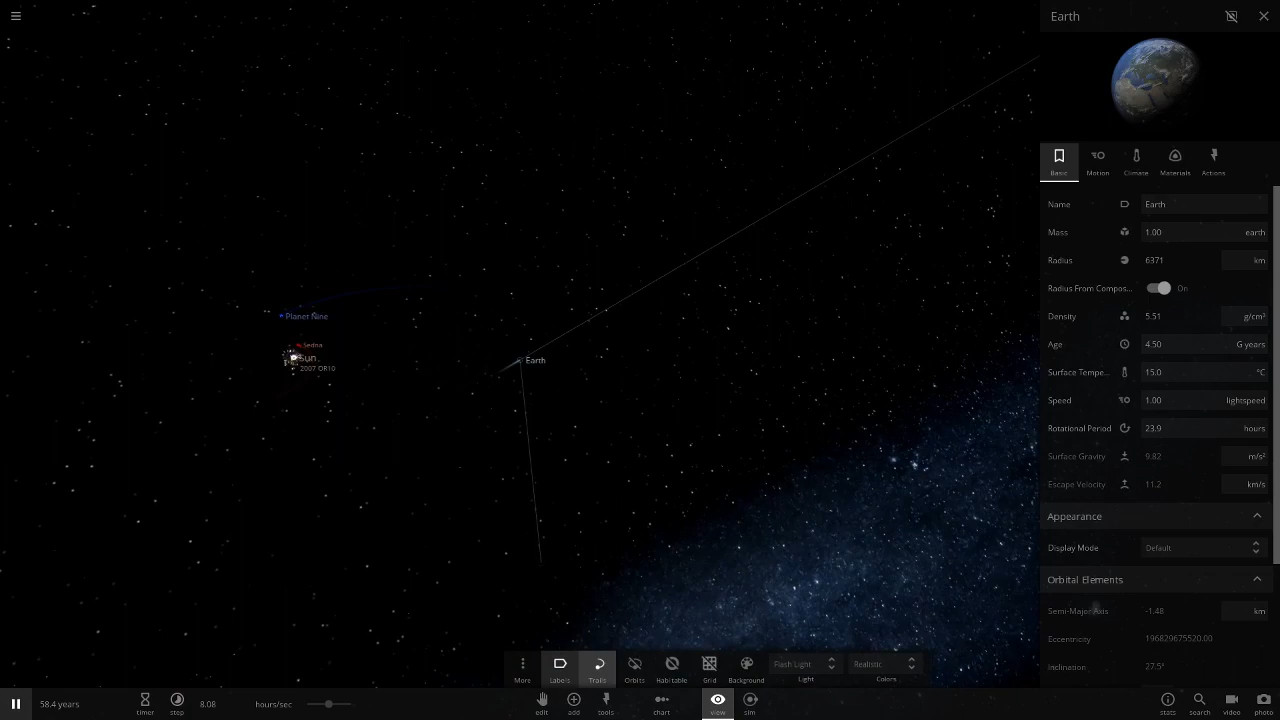 Earth
Basic
Motion
Climate
Materials
Actions
Name
Earth
Mass
1.00
earth
Radius
6371
km
Radius From Compos...
On
Density
5.51
g/cm³
Age
4.50
G years
Surface Tempe...
15.0
°C
Speed
1.00
lightspeed
Rotational Period
23.9
hours
Surface Gravity
9.82
m/s²
Escape Velocity
11.2
km/s
Appearance
Display Mode
Default
Orbital Elements
Semi-Major Axis
-1.48
km
Eccentricity
196829675520.00
Inclination
27.5°
Planet Nine
Sedna
Sun
2007 OR10
Earth
More
Labels
Trails
Orbits
Habitable
Grid
Background
Flash Light
Light
Realistic
Colors
58.4 years
timer
step
8.08
hours/sec
edit
add
tools
chart
view
sim
stats
search
video
photo